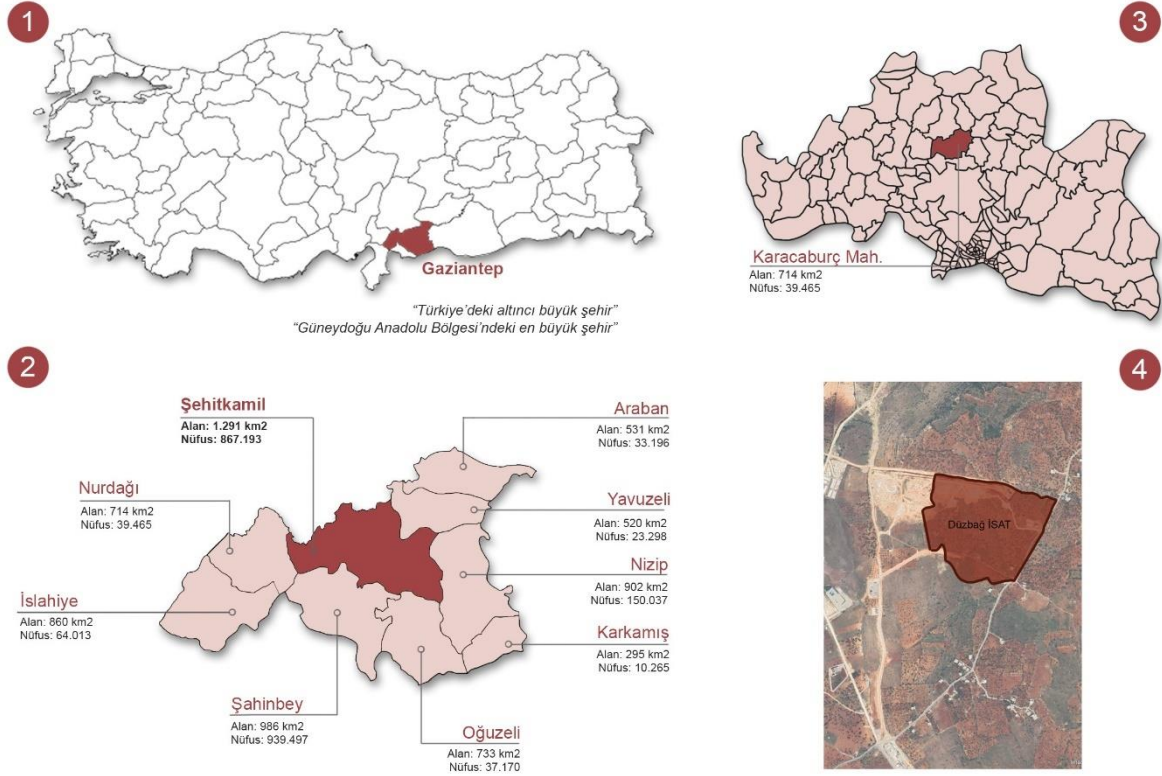 1
Gaziantep
“Türkiye’deki altıncı büyük şehir”
“Güneydoğu Anadolu Bölgesi’ndeki en büyük şehir”
3
Karacaburç Mah.
Alan: 714 km2
Nüfus: 39.465
2
Şehitkamil
Alan: 1.291 km2
Nüfus: 867.193
Araban
Alan: 531 km2
Nüfus: 33.196
Nurdağı
Alan: 714 km2
Nüfus: 39.465
Yavuzeli
Alan: 520 km2
Nüfus: 23.298
Nizip
Alan: 902 km2
Nüfus: 150.037
İslahiye
Alan: 860 km2
Nüfus: 64.013
Karkamış
Alan: 295 km2
Nüfus: 10.265
Şahinbey
Alan: 986 km2
Nüfus: 939.497
Oğuzeli
Alan: 733 km2
Nüfus: 37.170
4
Düzbağ İSAT